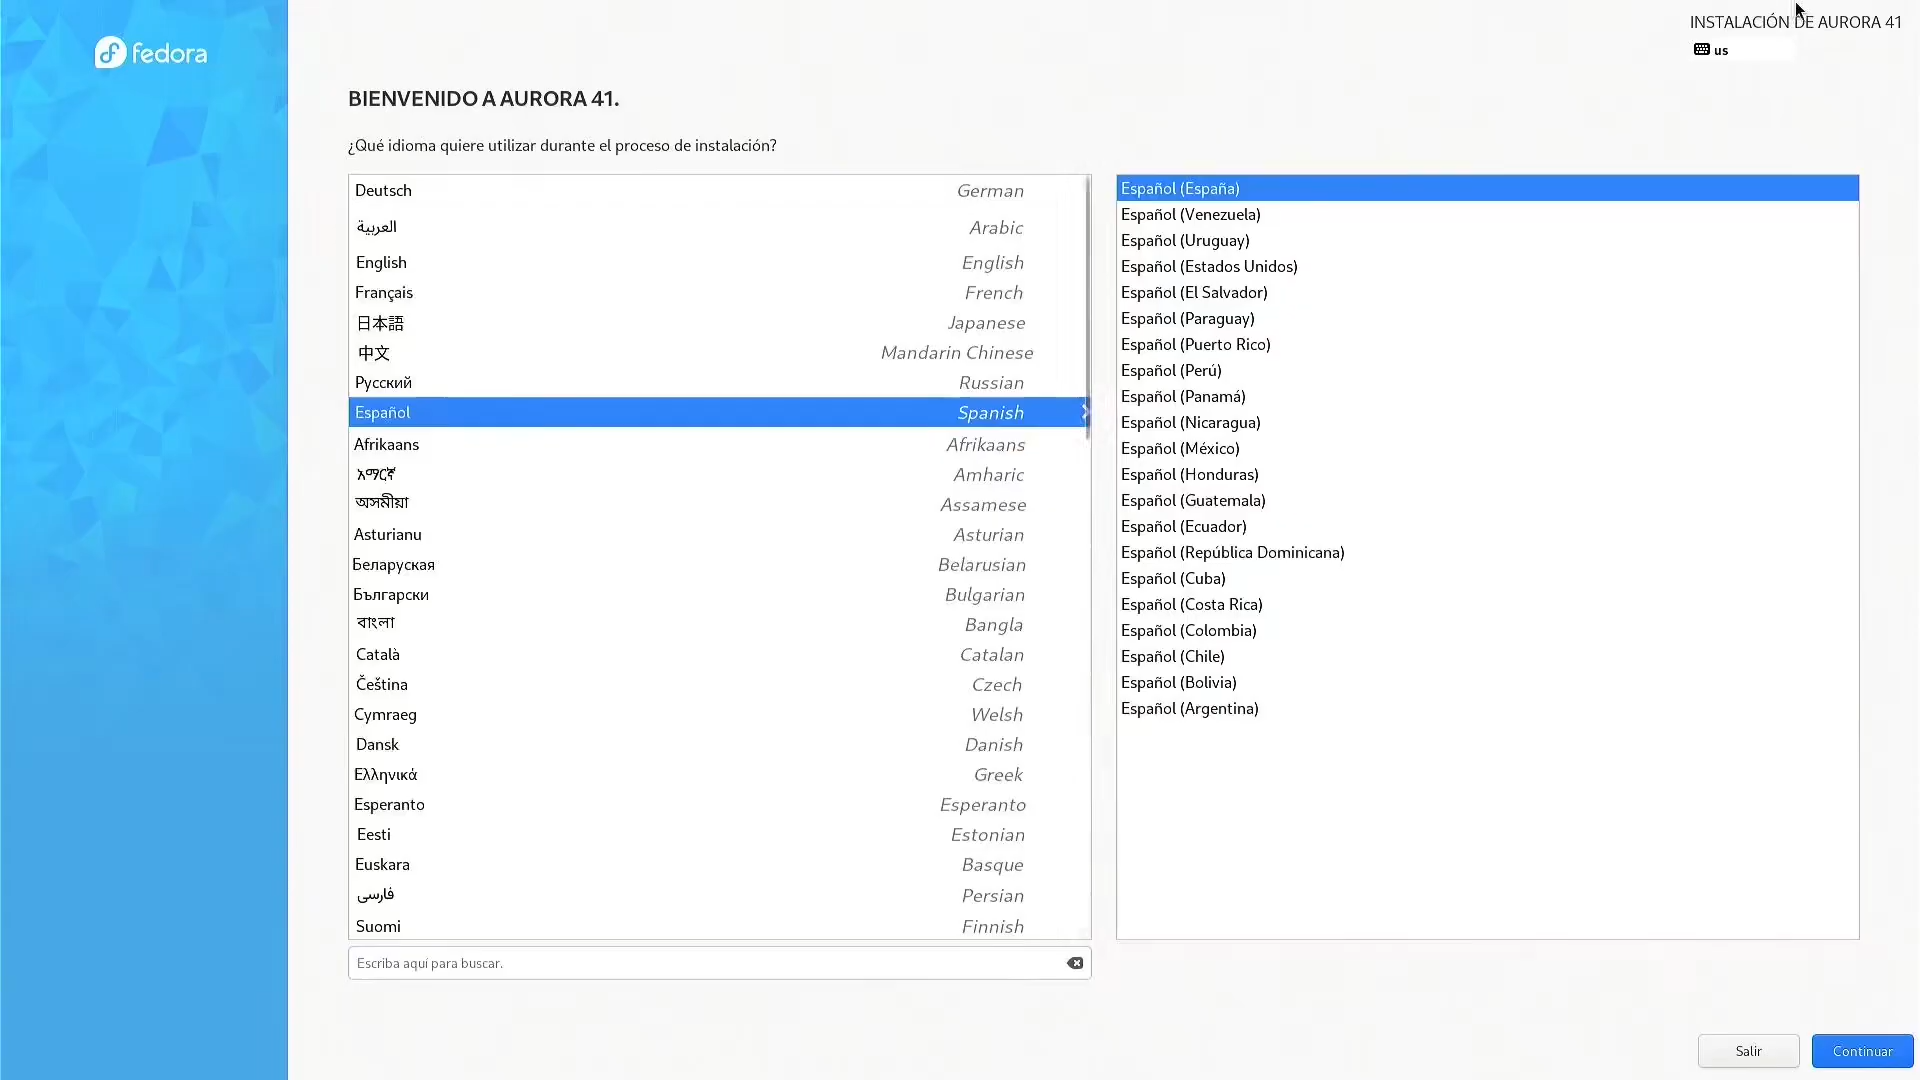 fedora
INSTALACIÓN DE AURORA 41
us
BIENVENIDO A AURORA 41.
¿Qué idioma quiere utilizar durante el proceso de instalación?
Deutsch German
العربية Arabic
English English
Français French
日本語 Japanese
中文 Mandarin Chinese
Русский Russian
Español Spanish
Afrikaans Afrikaans
አማርኛ Amharic
অসমীয়া Assamese
Asturianu Asturian
Беларуская Belarusian
Български Bulgarian
বাংলা Bangla
Català Catalan
Čeština Czech
Cymraeg Welsh
Dansk Danish
Ελληνικά Greek
Esperanto Esperanto
Eesti Estonian
Euskara Basque
فارسی Persian
Suomi Finnish
Escriba aquí para buscar.
Español (España)
Español (Venezuela)
Español (Uruguay)
Español (Estados Unidos)
Español (El Salvador)
Español (Paraguay)
Español (Puerto Rico)
Español (Perú)
Español (Panamá)
Español (Nicaragua)
Español (México)
Español (Honduras)
Español (Guatemala)
Español (Ecuador)
Español (República Dominicana)
Español (Cuba)
Español (Costa Rica)
Español (Colombia)
Español (Chile)
Español (Bolivia)
Español (Argentina)
Salir
Continuar